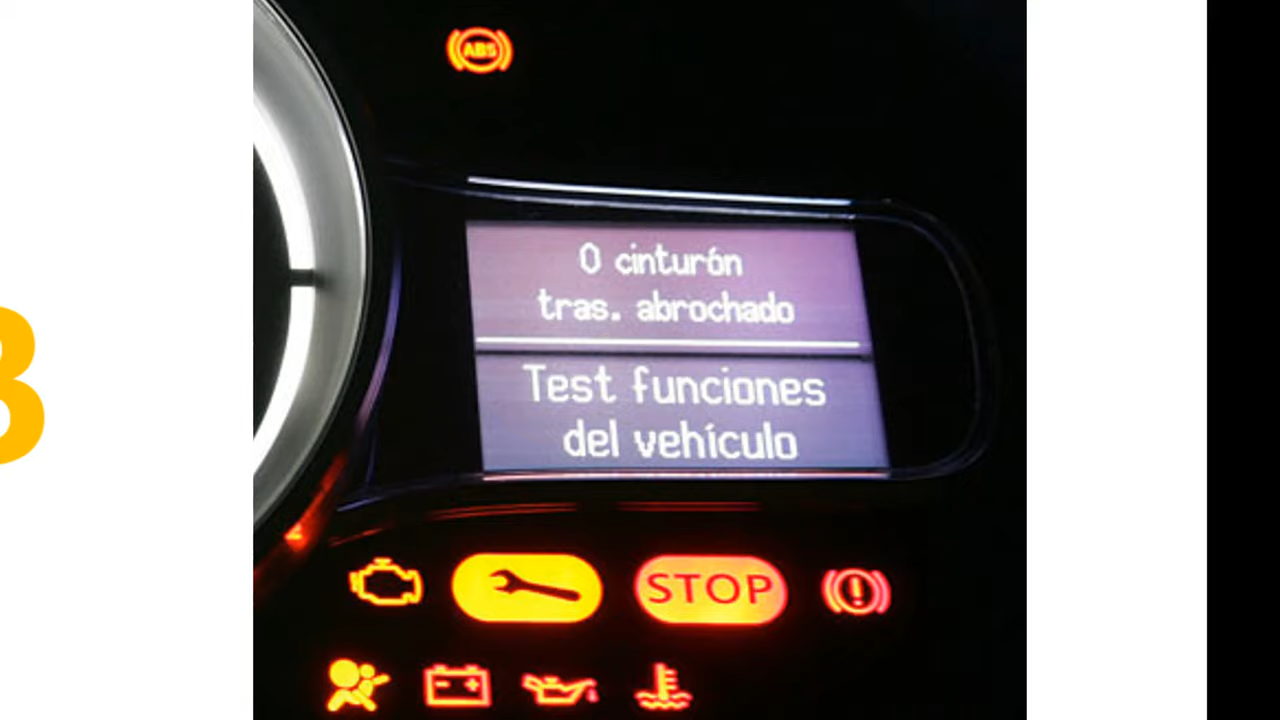 ABS
0 cinturón
tras. abrochado
Test funciones
del vehículo
STOP